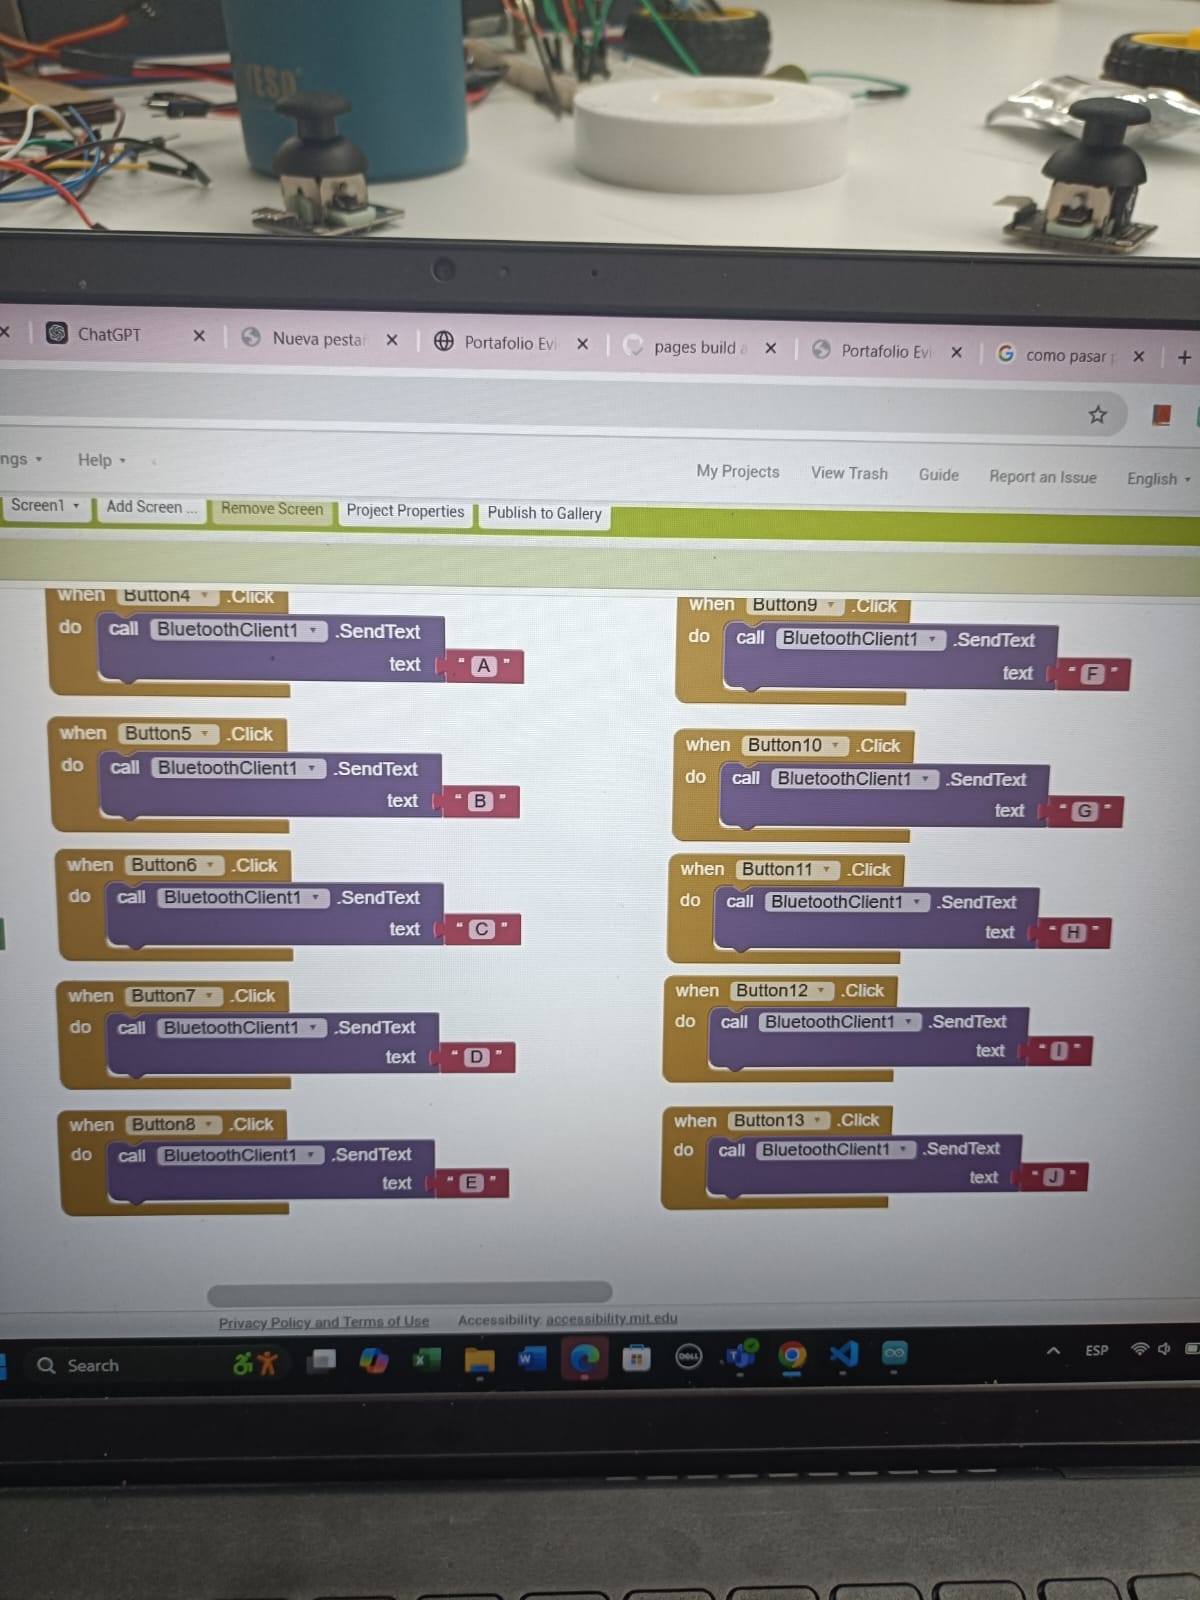 YESO
ChatGPT
Nueva pestañ
Portafolio Evi
pages build a
Portafolio Evi
como pasar p
ngs
Help
My Projects
View Trash
Guide
Report an Issue
English
Screen1
Add Screen ...
Remove Screen
Project Properties
Publish to Gallery
when Button4 .Click
do call BluetoothClient1 .SendText
text " A "
when Button5 .Click
do call BluetoothClient1 .SendText
text " B "
when Button6 .Click
do call BluetoothClient1 .SendText
text " C "
when Button7 .Click
do call BluetoothClient1 .SendText
text " D "
when Button8 .Click
do call BluetoothClient1 .SendText
text " E "
when Button9 .Click
do call BluetoothClient1 .SendText
text " F "
when Button10 .Click
do call BluetoothClient1 .SendText
text " G "
when Button11 .Click
do call BluetoothClient1 .SendText
text " H "
when Button12 .Click
do call BluetoothClient1 .SendText
text " I "
when Button13 .Click
do call BluetoothClient1 .SendText
text " J "
Privacy Policy and Terms of Use
Accessibility: accessibility.mit.edu
Search
DELL
ESP